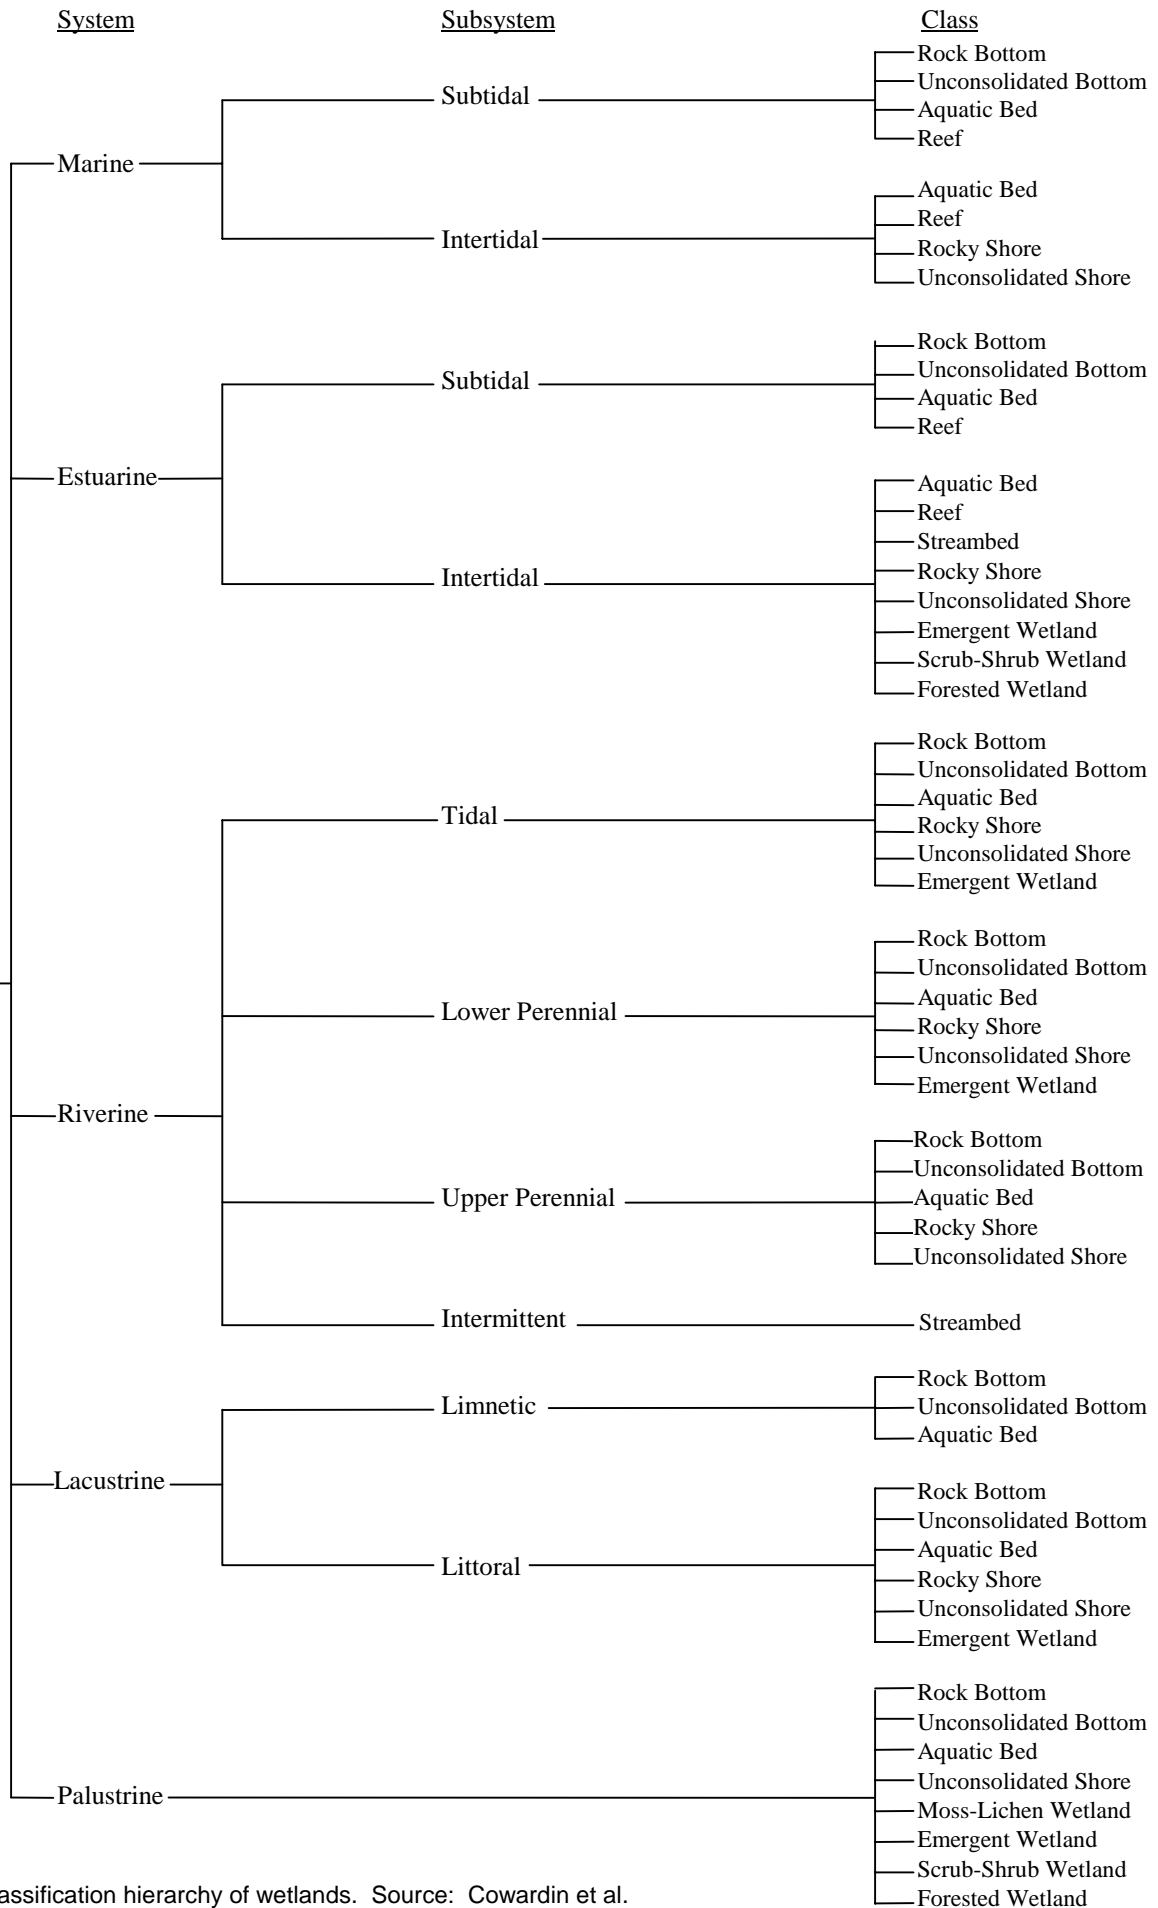 System Subsystem Class
Rock Bottom
Unconsolidated Bottom
Subtidal
Aquatic Bed
Reef
Marine
Aquatic Bed
Reef
Intertidal
Rocky Shore
Unconsolidated Shore
Rock Bottom
Unconsolidated Bottom
Subtidal
Aquatic Bed
Reef
Estuarine
Aquatic Bed
Reef
Streambed
Rocky Shore
Intertidal
Unconsolidated Shore
Emergent Wetland
Scrub-Shrub Wetland
Forested Wetland
Rock Bottom
Unconsolidated Bottom
Aquatic Bed
Tidal
Rocky Shore
Unconsolidated Shore
Emergent Wetland
Rock Bottom
Unconsolidated Bottom
Aquatic Bed
Lower Perennial
Rocky Shore
Unconsolidated Shore
Emergent Wetland
Riverine
Rock Bottom
Unconsolidated Bottom
Upper Perennial
Aquatic Bed
Rocky Shore
Unconsolidated Shore
Intermittent
Streambed
Rock Bottom
Limnetic
Unconsolidated Bottom
Aquatic Bed
Lacustrine
Rock Bottom
Unconsolidated Bottom
Aquatic Bed
Littoral
Rocky Shore
Unconsolidated Shore
Emergent Wetland
Rock Bottom
Unconsolidated Bottom
Aquatic Bed
Unconsolidated Shore
Palustrine
Moss-Lichen Wetland
Emergent Wetland
Scrub-Shrub Wetland
Forested Wetland
assification hierarchy of wetlands. Source: Cowardin et al.